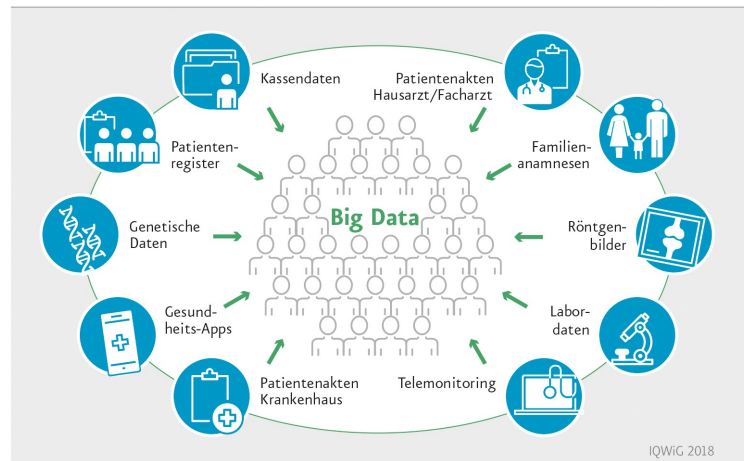 Kassendaten
Patientenakten
Hausarzt/Facharzt
Patienten-
register
Familien-
anamnesen
Big Data
Genetische
Daten
Röntgen-
bilder
Gesund-
heits-Apps
Labor-
daten
Patientenakten
Krankenhaus
Telemonitoring
IQWiG 2018